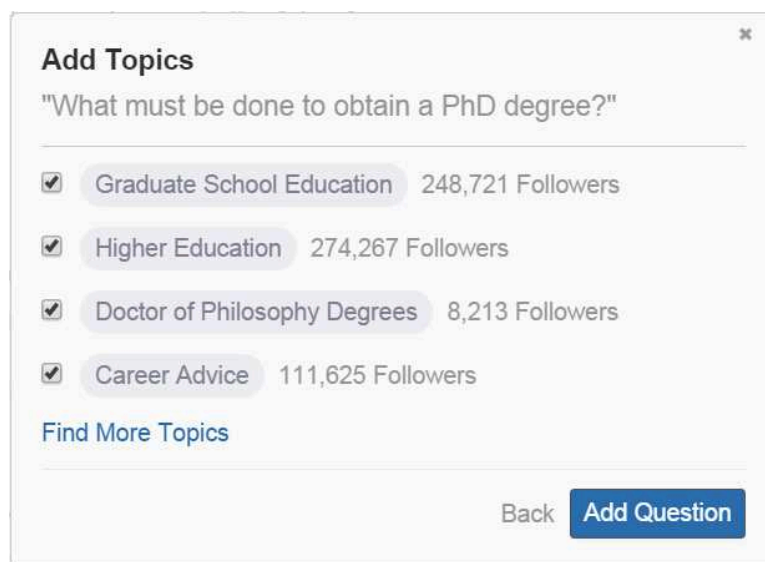 Add Topics
"What must be done to obtain a PhD degree?"
Graduate School Education 248,721 Followers
Higher Education 274,267 Followers
Doctor of Philosophy Degrees 8,213 Followers
Career Advice 111,625 Followers
Find More Topics
Back Add Question